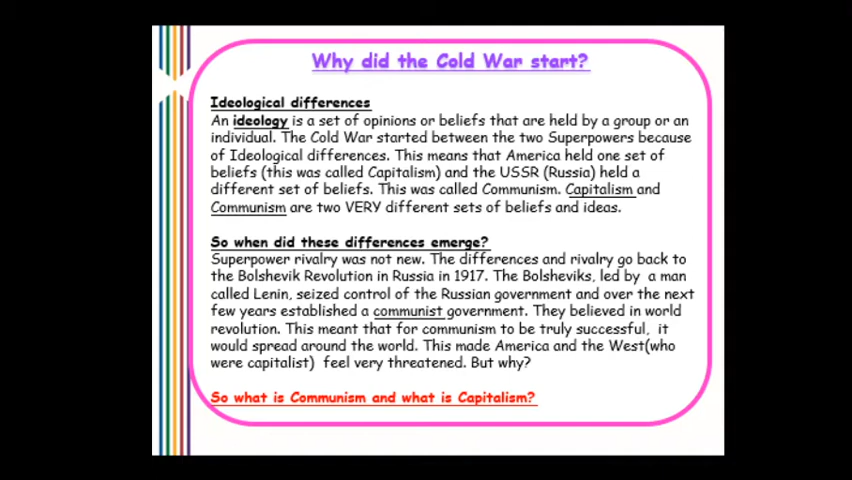 Why did the Cold War start?
Ideological differences
An ideology is a set of opinions or beliefs that are held by a group or an
individual. The Cold War started between the two Superpowers because
of Ideological differences. This means that America held one set of
beliefs (this was called Capitalism) and the USSR (Russia) held a
different set of beliefs. This was called Communism. Capitalism and
Communism are two VERY different sets of beliefs and ideas.
So when did these differences emerge?
Superpower rivalry was not new. The differences and rivalry go back to
the Bolshevik Revolution in Russia in 1917. The Bolsheviks, led by a man
called Lenin, seized control of the Russian government and over the next
few years established a communist government. They believed in world
revolution. This meant that for communism to be truly successful, it
would spread around the world. This made America and the West(who
were capitalist) feel very threatened. But why?
So what is Communism and what is Capitalism?